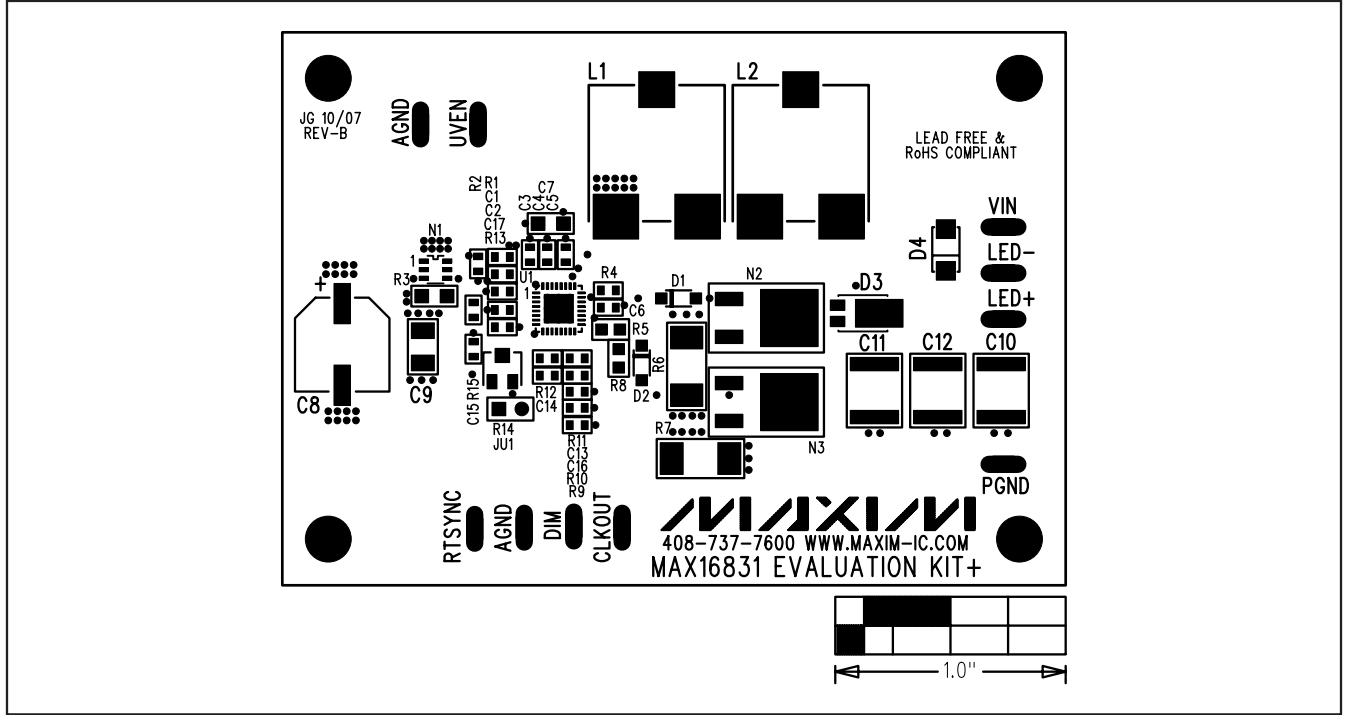 L1
L2
JG 10/07
REV-B
AGND
UVEN
LEAD FREE &
RoHS COMPLIANT
R2
R1
C1
C2
C17
R13
C3
C4
C7
C5
VIN
LED-
LED+
D4
N1
1
R3
+
U1
1
R4
C6
R5
R8
D1
D2
R6
N2
D3
C11
C12
C10
C8
C9
C15
R15
R14
JU1
R12
C14
R11
C13
C16
R10
R9
R7
N3
PGND
RTSYNC
AGND
DIM
CLKOUT
MAXIM
408-737-7600 WWW.MAXIM-IC.COM
MAX16831 EVALUATION KIT+
1.0"